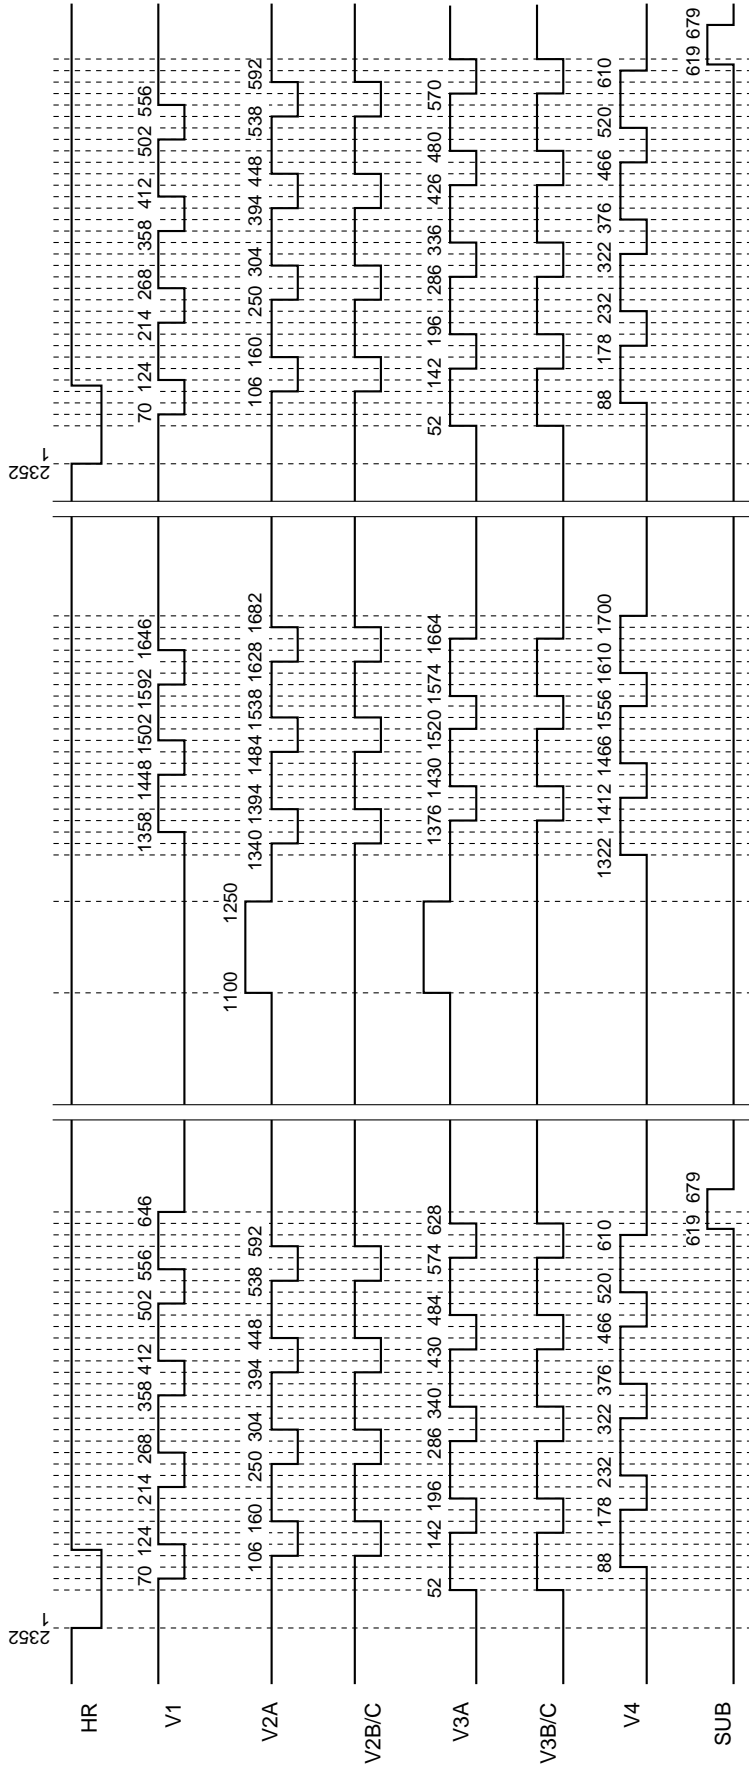 2352 1 2352 1
HR
70 124 214 268 358 412 502 556 646 1358 1448 1502 1592 1646 70 124 214 268 358 412 502 556
V1
1100 1250
106 160 250 304 394 448 538 592 1340 1394 1484 1538 1628 1682 106 160 250 304 394 448 538 592
V2A
V2B/C
52 142 196 286 340 430 484 574 628 1376 1430 1520 1574 1664 52 142 196 286 336 426 480 570
V3A
V3B/C
88 178 232 322 376 466 520 610 1322 1412 1466 1556 1610 1700 88 178 232 322 376 466 520 610
V4
619 679 619 679
SUB